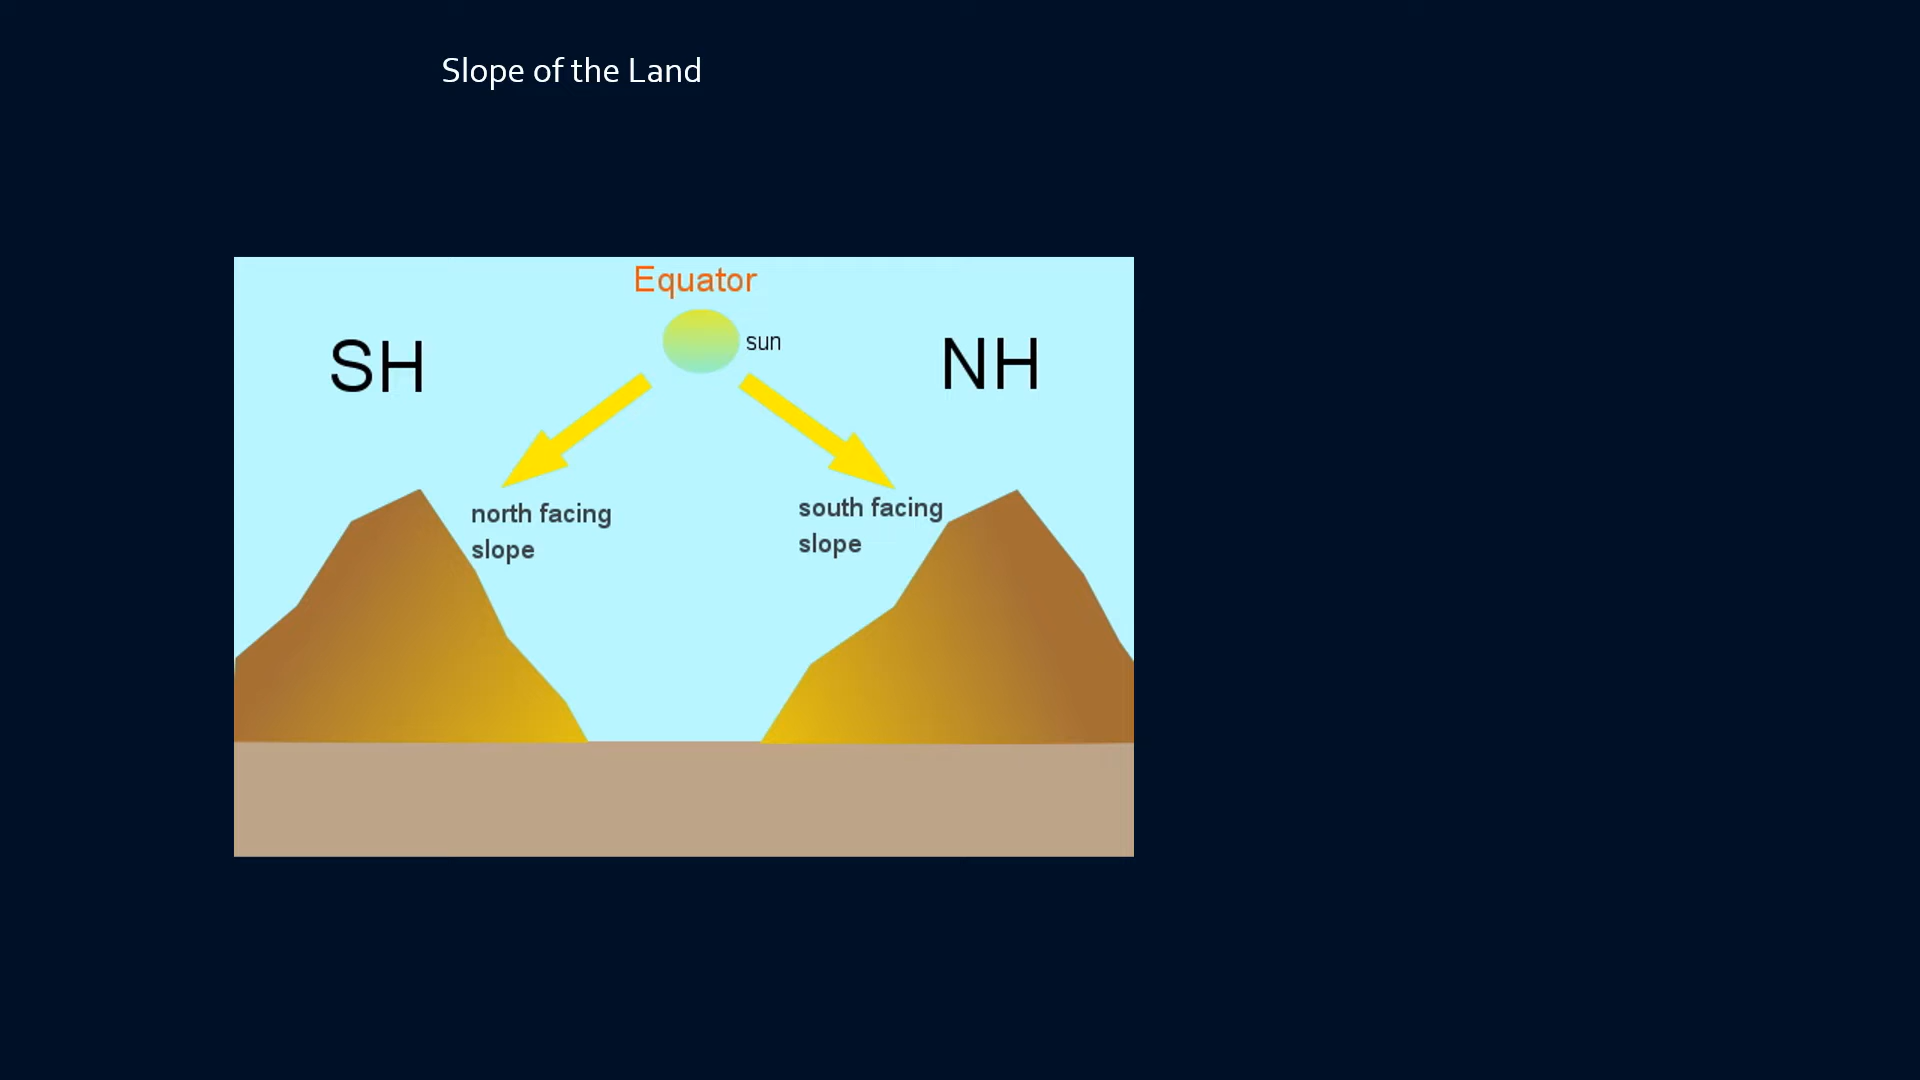 Slope of the Land
Equator
sun
SH
NH
north facing
slope
south facing
slope